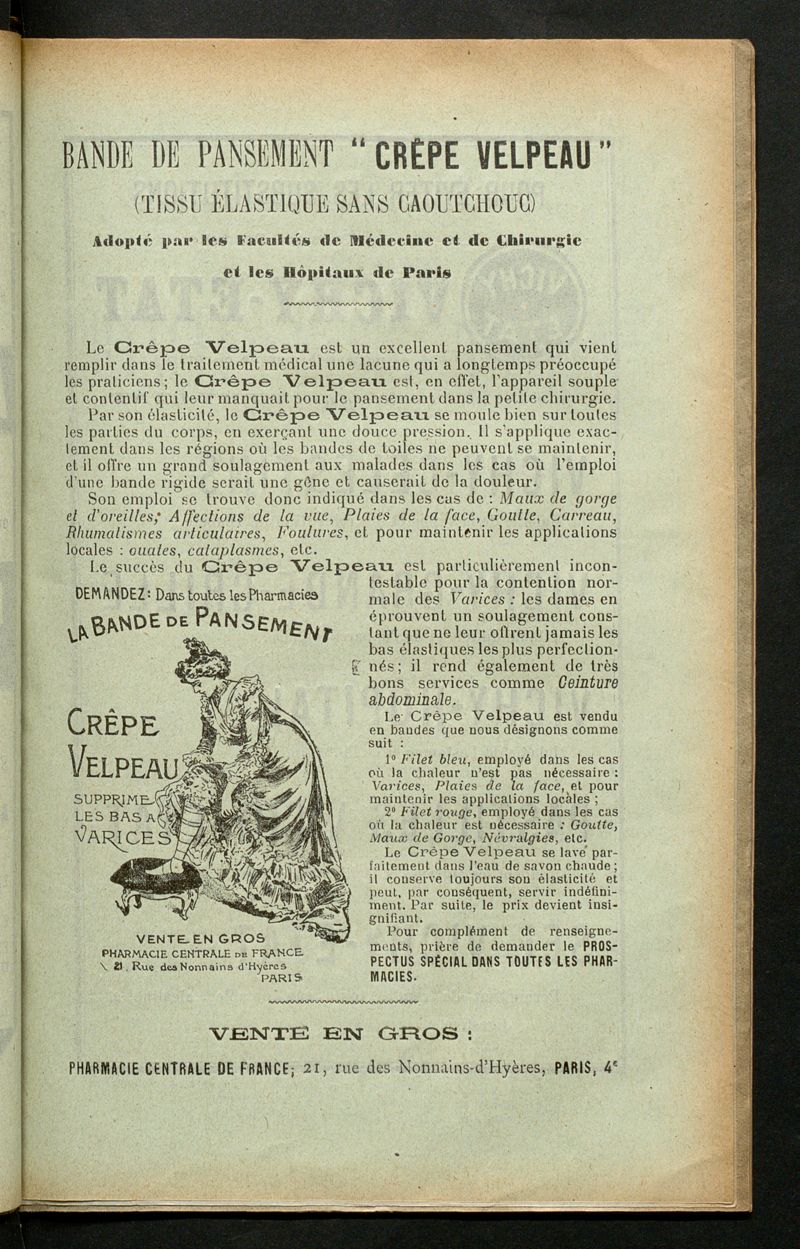 BANDE DE PANSEMENT "CRÊPE VELPEAU"
(TISSU ÉLASTIQUE SANS CAOUTCHOUC)
Adopté par les Facultés de Médecine et de Chirurgie
et les Hôpitaux de Paris
Le Crêpe Velpeau est un excellent pansement qui vient
remplir dans le traitement médical une lacune qui a longtemps préoccupé
les praticiens; le Crêpe Velpeau est, en effet, l'appareil souple
et contentif qui leur manquait pour le pansement dans la petite chirurgie.
Par son élasticité, le Crêpe Velpeau se moule bien sur toutes
les parties du corps, en exerçant une douce pression. Il s'applique exac-
tement dans les régions où les bandes de toiles ne peuvent se maintenir,
et il offre un grand soulagement aux malades dans les cas où l'emploi
d'une bande rigide serait une gêne et causerait de la douleur.
Son emploi se trouve donc indiqué dans les cas de : Maux de gorge
et d'oreilles; Affections de la vue, Plaies de la face, Goutte, Carreau,
Rhumatismes articulaires, Foulures, et pour maintenir les applications
locales : ouates, cataplasmes, etc.
Le succès du Crêpe Velpeau est particulièrement incon-
testable pour la contention nor-
male des Varices : les dames en
éprouvent un soulagement cons-
tant que ne leur offrent jamais les
bas élastiques les plus perfection-
nés; il rend également de très
bons services comme Ceinture
abdominale.
Le Crêpe Velpeau est vendu
en bandes que nous désignons comme
suit :
1° Filet bleu, employé dans les cas
où la chaleur n'est pas nécessaire :
Varices, Plaies de la face, et pour
maintenir les applications locales ;
2° Filet rouge, employé dans les cas
où la chaleur est nécessaire : Goutte,
Maux de Gorge, Névralgies, etc.
Le Crêpe Velpeau se lave par-
faitement dans l'eau de savon chaude;
il conserve toujours son élasticité et
peut, par conséquent, servir indéfini-
ment. Par suite, le prix devient insi-
gnifiant.
Pour complément de renseigne-
ments, prière de demander le PROS-
PECTUS SPÉCIAL DANS TOUTES LES PHAR-
MACIES.
DEMANDEZ: Dans toutes les Pharmacies
LA BANDE DE PANSEMENT
CRÊPE
VELPEAU
SUPPRIME
LES BAS A
VARICES
VENTE EN GROS
PHARMACIE CENTRALE DE FRANCE
21, Rue des Nonnains d'Hyères
PARIS
VENTE EN GROS :
PHARMACIE CENTRALE DE FRANCE, 21, rue des Nonnains-d'Hyères, PARIS, 4e